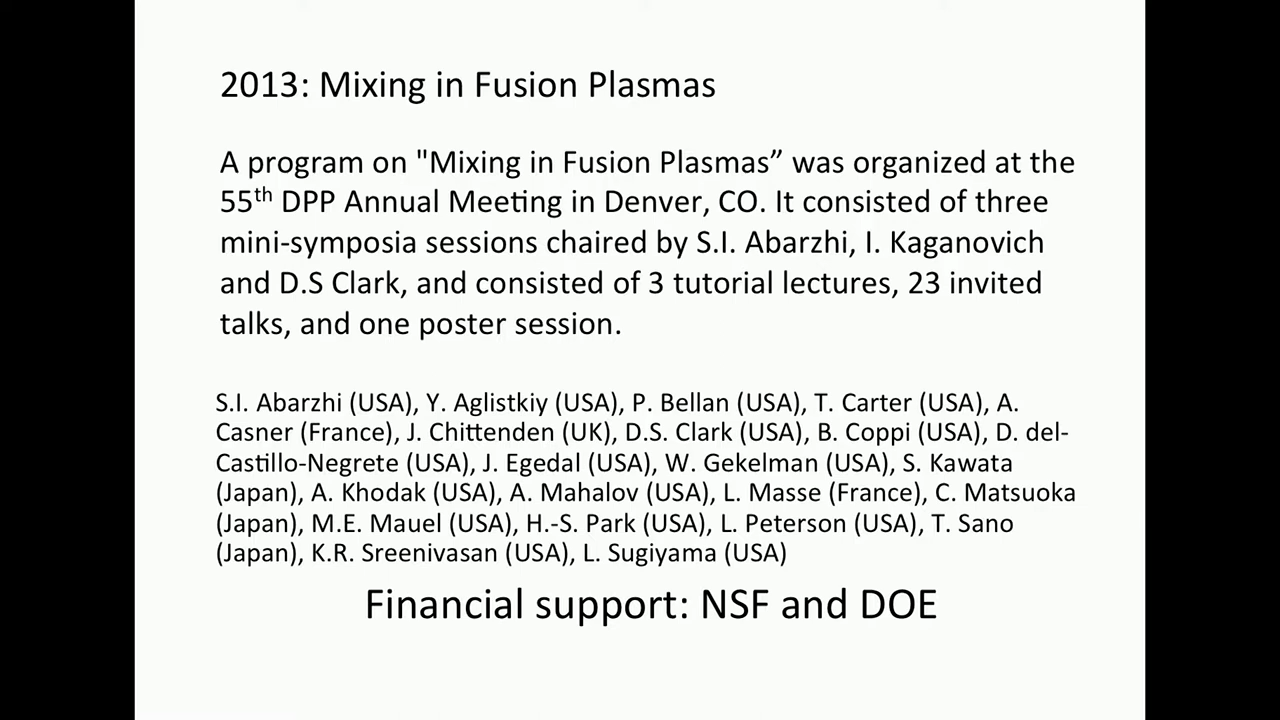 2013: Mixing in Fusion Plasmas
A program on "Mixing in Fusion Plasmas” was organized at the
55th DPP Annual Meeting in Denver, CO. It consisted of three
mini-symposia sessions chaired by S.I. Abarzhi, I. Kaganovich
and D.S Clark, and consisted of 3 tutorial lectures, 23 invited
talks, and one poster session.
S.I. Abarzhi (USA), Y. Aglistkiy (USA), P. Bellan (USA), T. Carter (USA), A.
Casner (France), J. Chittenden (UK), D.S. Clark (USA), B. Coppi (USA), D. del-
Castillo-Negrete (USA), J. Egedal (USA), W. Gekelman (USA), S. Kawata
(Japan), A. Khodak (USA), A. Mahalov (USA), L. Masse (France), C. Matsuoka
(Japan), M.E. Mauel (USA), H.-S. Park (USA), L. Peterson (USA), T. Sano
(Japan), K.R. Sreenivasan (USA), L. Sugiyama (USA)
Financial support: NSF and DOE